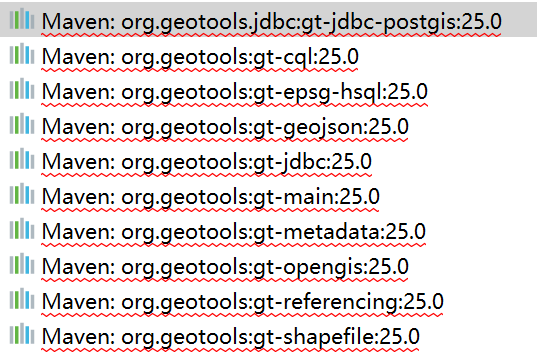 Maven: org.geotools.jdbc:gt-jdbc-postgis:25.0
Maven: org.geotools:gt-cql:25.0
Maven: org.geotools:gt-epsg-hsql:25.0
Maven: org.geotools:gt-geojson:25.0
Maven: org.geotools:gt-jdbc:25.0
Maven: org.geotools:gt-main:25.0
Maven: org.geotools:gt-metadata:25.0
Maven: org.geotools:gt-opengis:25.0
Maven: org.geotools:gt-referencing:25.0
Maven: org.geotools:gt-shapefile:25.0